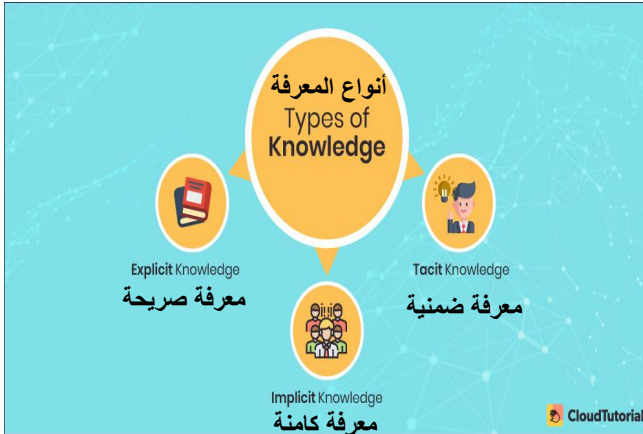 أنواع المعرفة
Types of
Knowledge
Explicit Knowledge
معرفة صريحة
Tacit Knowledge
معرفة ضمنية
Implicit Knowledge
معرفة كامنة
CloudTutorial